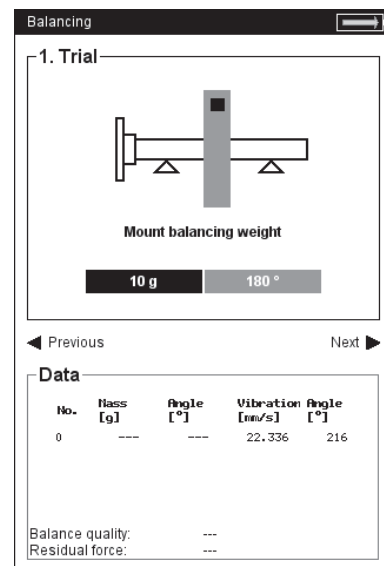 Balancing
1. Trial
Mount balancing weight
10 g 180 °
Previous Next
Data
No. Mass [g] Angle [°] Vibration [mm/s] Angle [°]
0 --- --- 22.336 216
Balance quality: ---
Residual force: ---